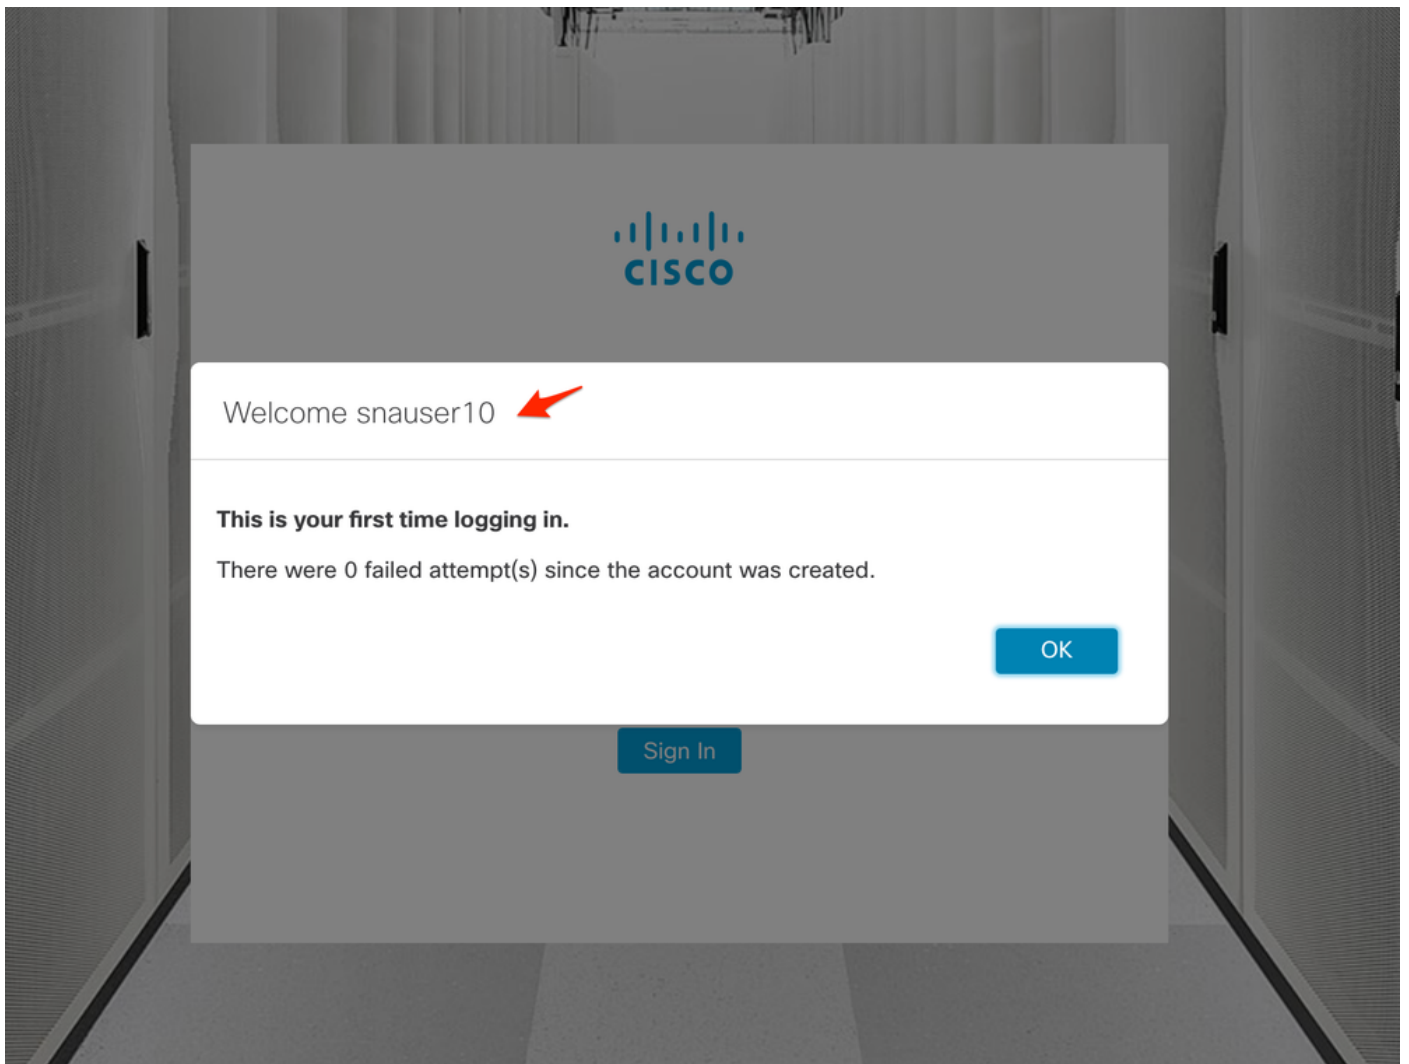 CISCO
Welcome snauser10
This is your first time logging in.
There were 0 failed attempt(s) since the account was created.
OK
Sign In